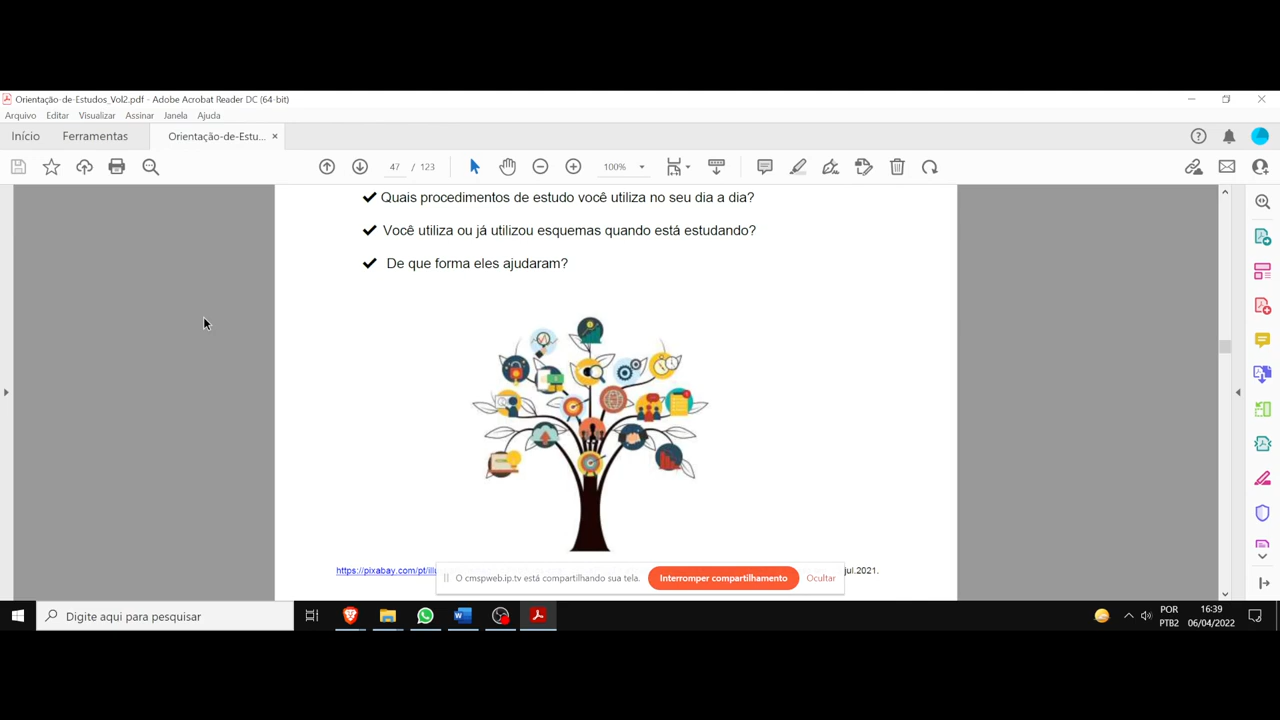 Orientação-de-Estudos_Vol2.pdf - Adobe Acrobat Reader DC (64-bit)
Arquivo Editar Visualizar Assinar Janela Ajuda
Início Ferramentas Orientação-de-Estu... ×
47 / 123 100%
Quais procedimentos de estudo você utiliza no seu dia a dia?
Você utiliza ou já utilizou esquemas quando está estudando?
De que forma eles ajudaram?
https://pixabay.com/pt/ jul.2021.
O cmspweb.ip.tv está compartilhando sua tela. Interromper compartilhamento Ocultar
Digite aqui para pesquisar
POR 16:39
PTB2 06/04/2022